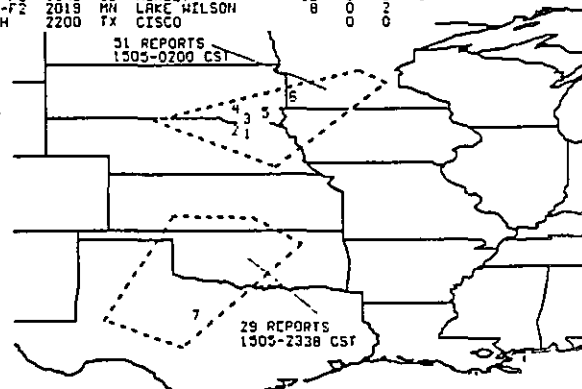 -F2 2019 MN LAKE WILSON 8 0 2
H 2200 TX CISCO 0 0
51 REPORTS
1505-0200 CST
6
4
3 5
2 1
7
29 REPORTS
1505-2338 CST